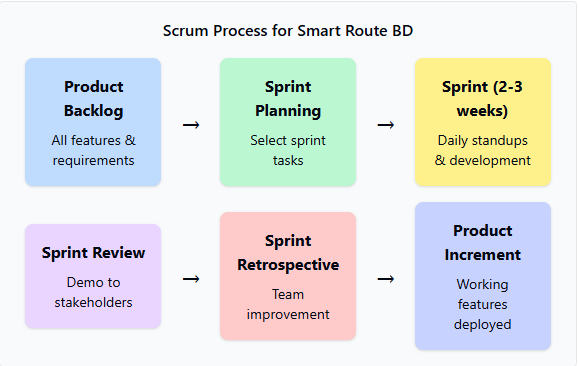 Scrum Process for Smart Route BD
Product
Backlog
All features &
requirements
→
Sprint
Planning
Select sprint
tasks
→
Sprint (2-3
weeks)
Daily standups
& development
Sprint Review
Demo to
stakeholders
→
Sprint
Retrospective
Team
improvement
→
Product
Increment
Working
features
deployed